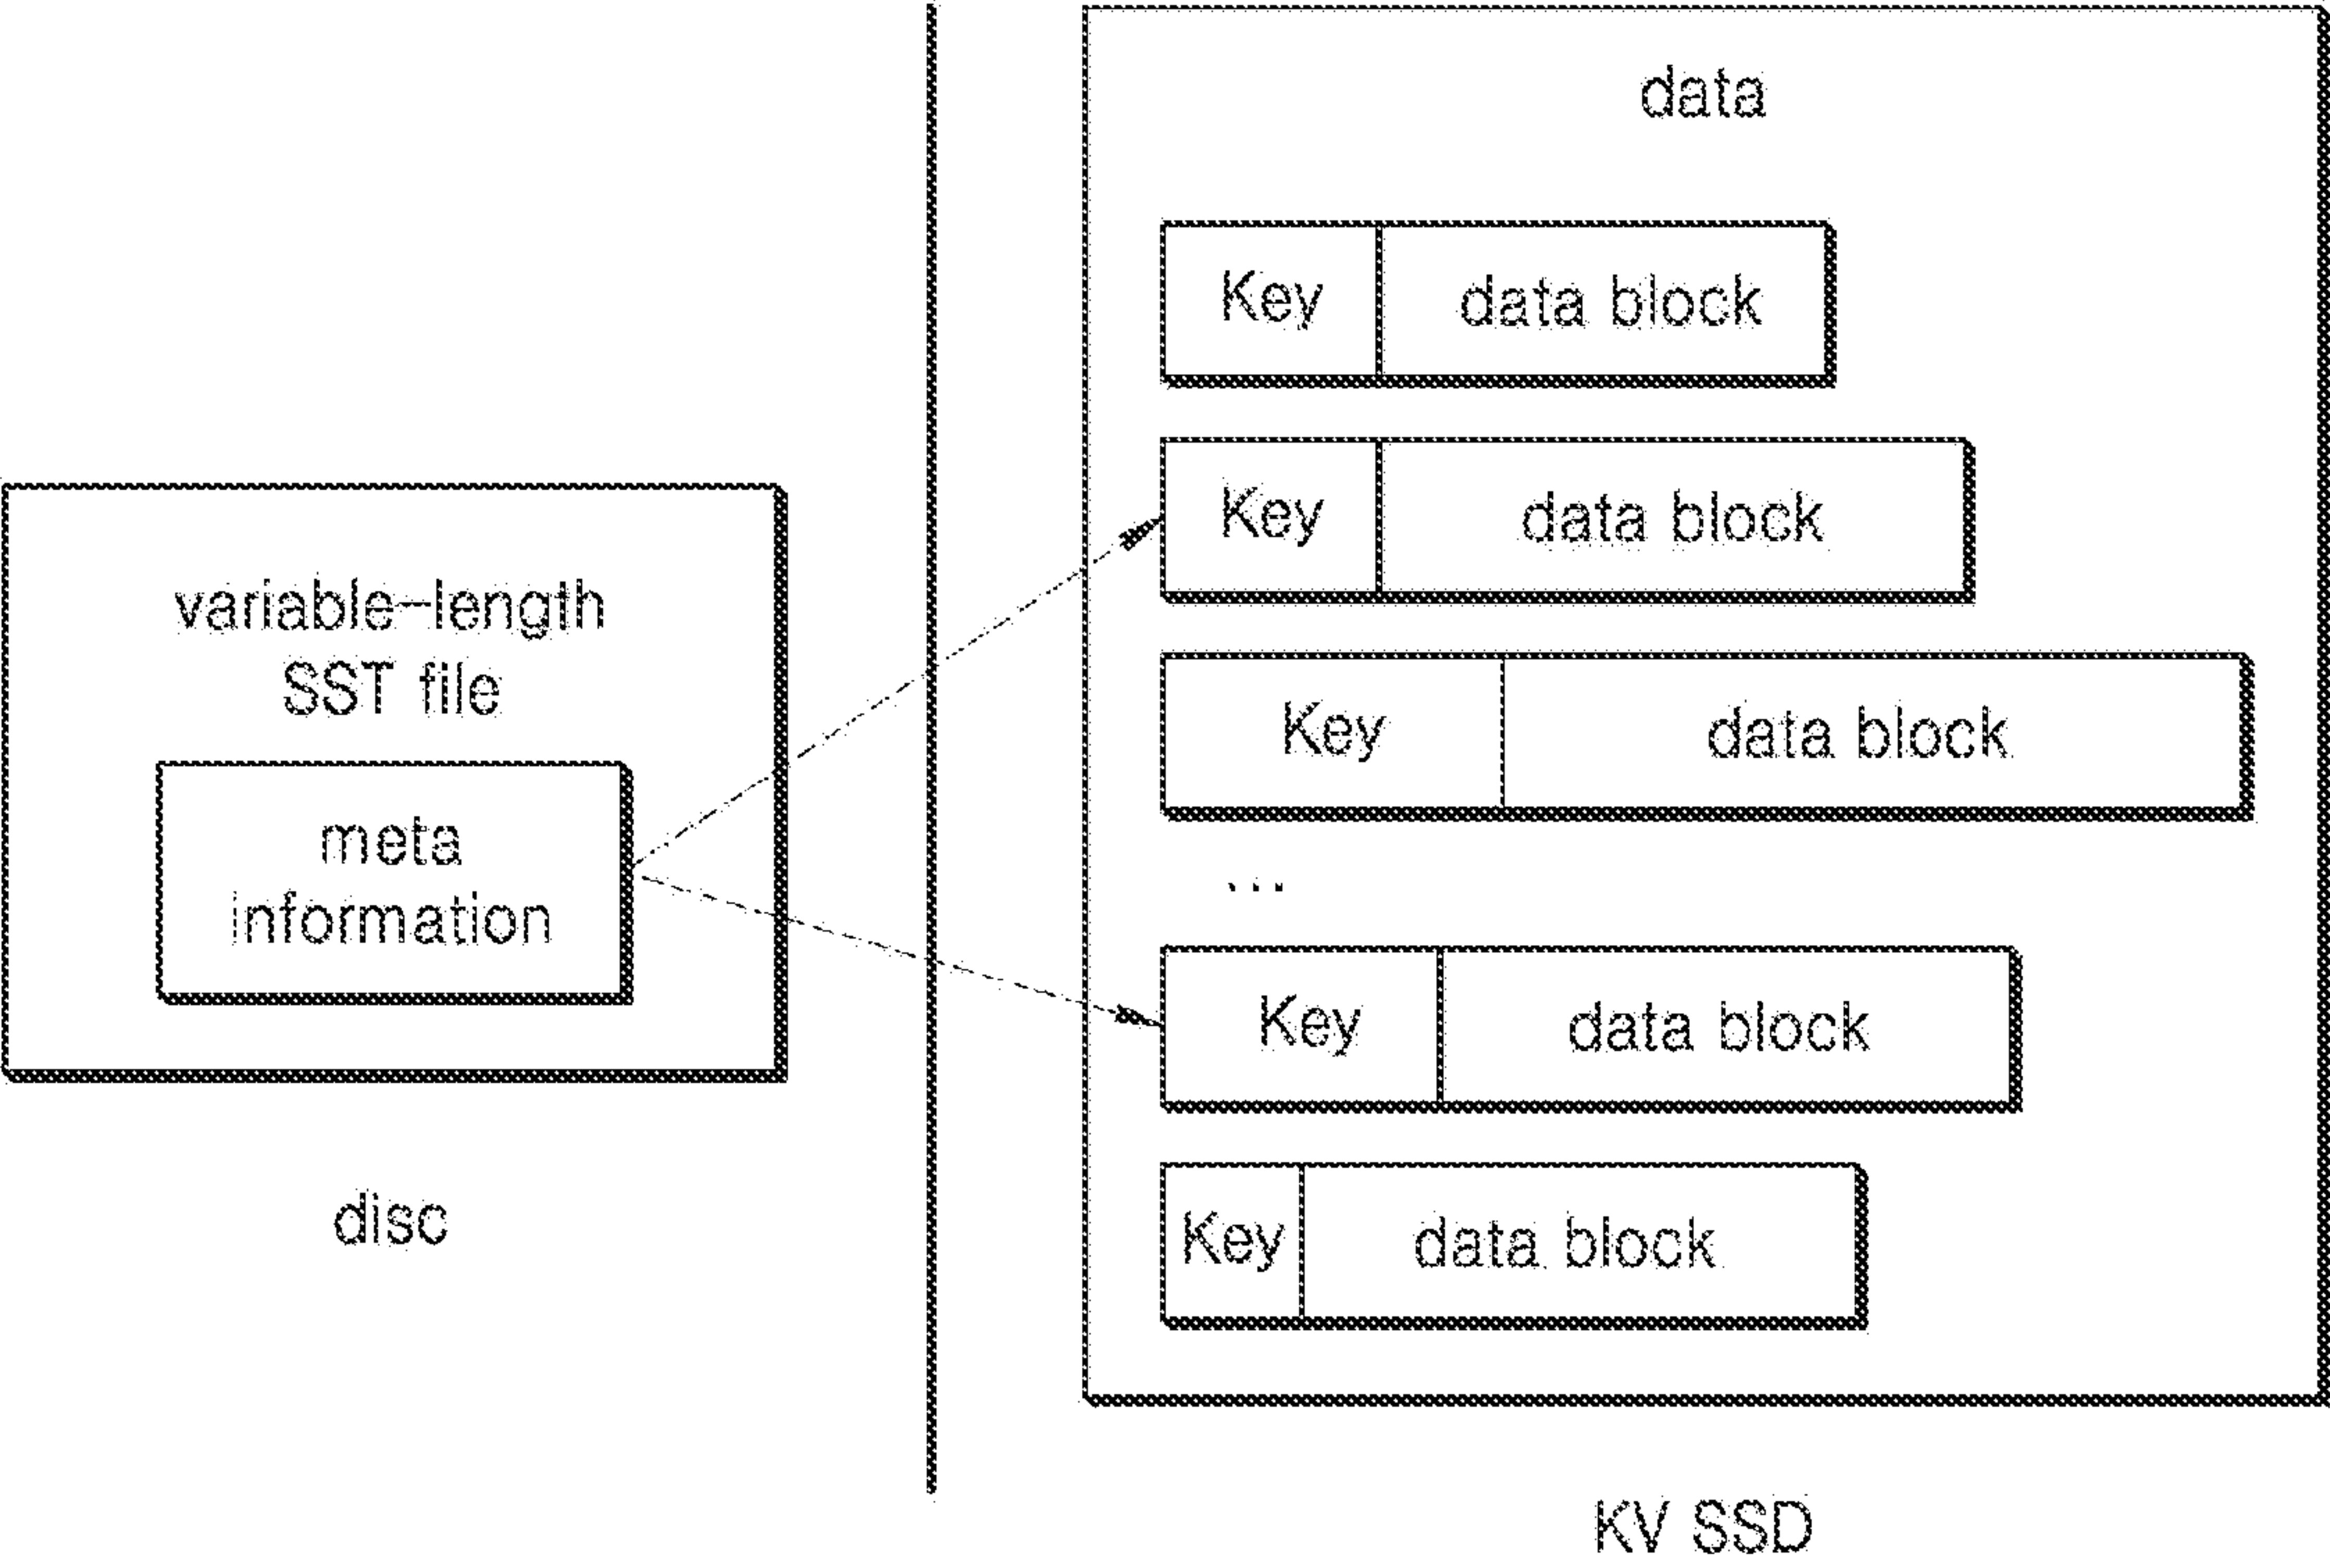 variable-length
SST file
meta
information
disc
data
Key data block
Key data block
Key data block
...
Key data block
Key data block
KV SSD